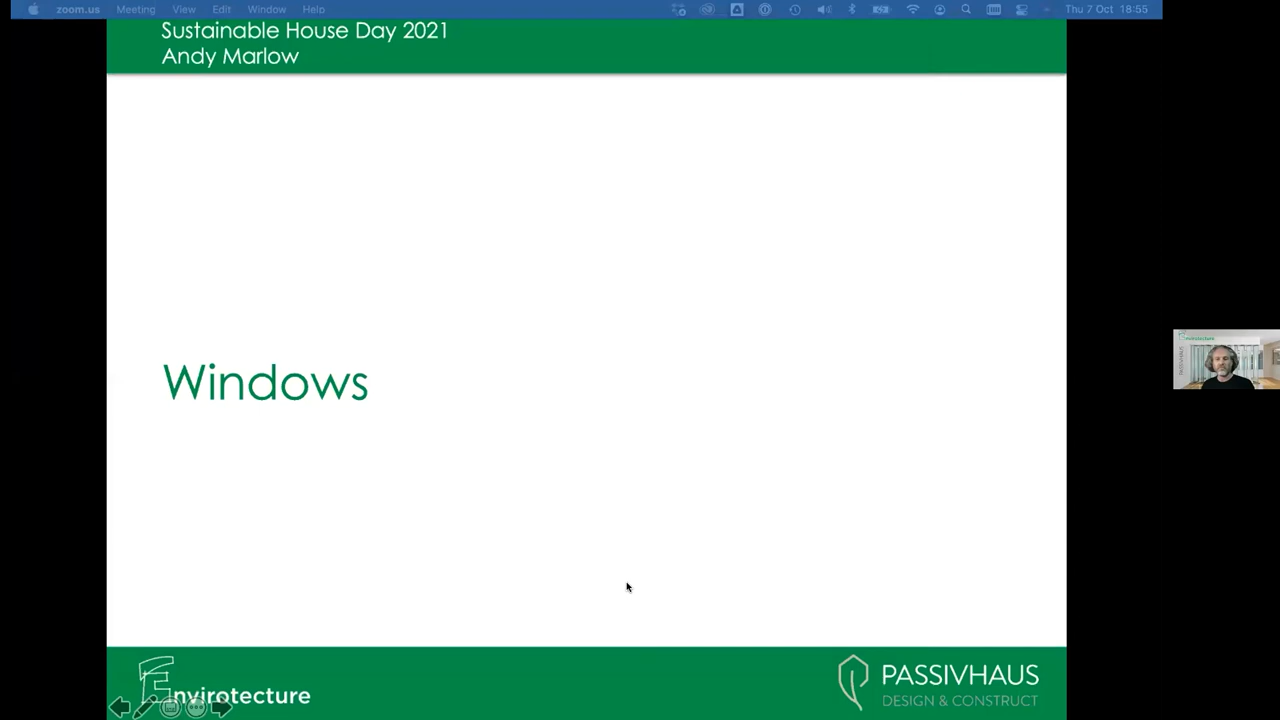 zoom.us Meeting View Edit Window Help Thu 7 Oct 18:55
Sustainable House Day 2021
Andy Marlow
Windows
Envirotecture
PASSIVHAUS
DESIGN & CONSTRUCT